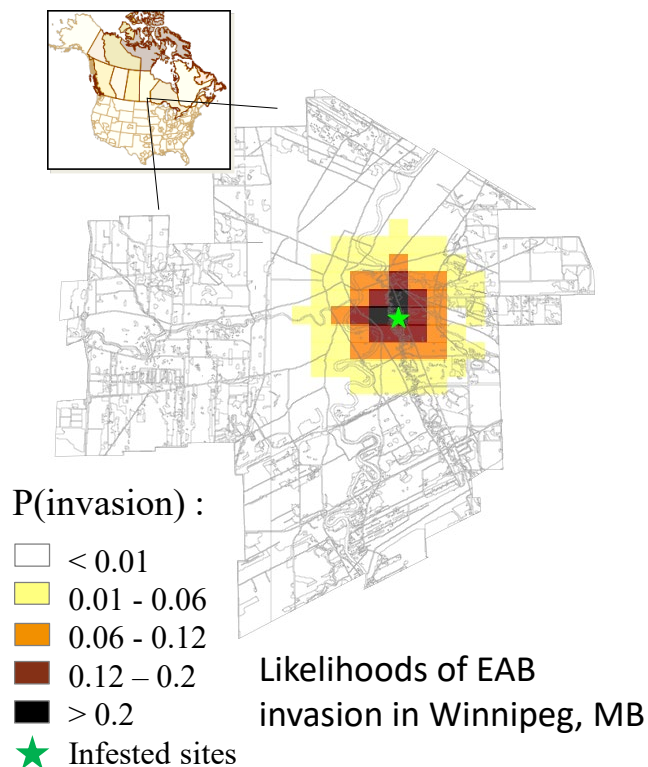 P(invasion) :
< 0.01
0.01 - 0.06
0.06 - 0.12
0.12 – 0.2
> 0.2
Infested sites
Likelihoods of EAB
invasion in Winnipeg, MB